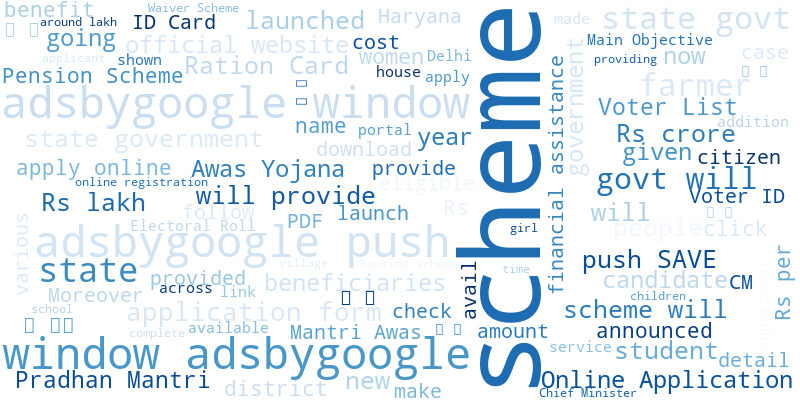 benefit
Waiver Scheme
around lakh
ID Card
launched
Haryana
made
state govt
going
official website
cost
Main Objective
applicant
shown
women
Delhi
providing
now
case
Pension Scheme
Ration Card
house
apply
farmer
adsbygoogle window
scheme
financial assistance
government
Voter List
addition
name
portal
year
Rs crore
state government
download
given
citizen
apply online
Awas Yojana
provide
online registration
eligible
govt will
Rs lakh
will provide
Voter ID
follow
PDF
launch
Rs
will
Electoral Roll
girl
people
click
various
adsbygoogle push
village
housing scheme
time
push SAVE
state
provided
beneficiaries
avail
candidate
CM
Rs per
Moreover
across
link
children
school
application form
check
scheme will
department
available
Mantri Awas
amount
announced
complete
service
student
window adsbygoogle
detail
Pradhan Mantri
district
new
make
Online Application
Chief Minister